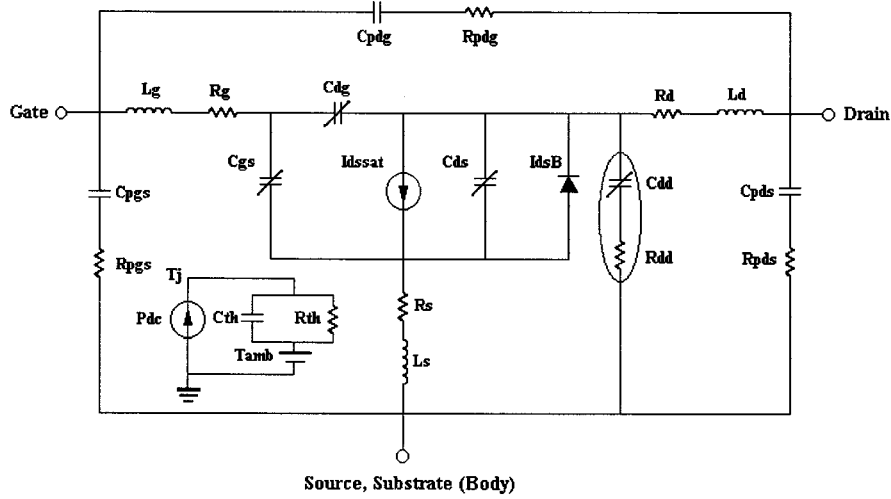 Cpdg
Rpdg
Lg
Rg
Cdg
Rd
Ld
Gate
Drain
Cgs
Idssat
Cds
IdsB
Cdd
Cpgs
Cpds
Rdd
Rpgs
Rpds
Tj
Pdc
Cth
Rth
Rs
Tamb
Ls
Source, Substrate (Body)